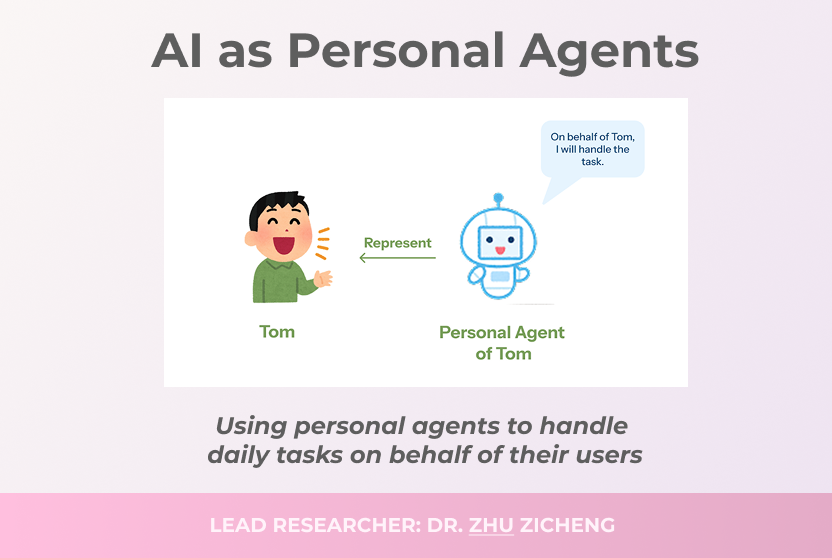 AI as Personal Agents
On behalf of Tom,
I will handle the
task.
Represent
Tom
Personal Agent
of Tom
Using personal agents to handle
daily tasks on behalf of their users
LEAD RESEARCHER: DR. ZHU ZICHENG